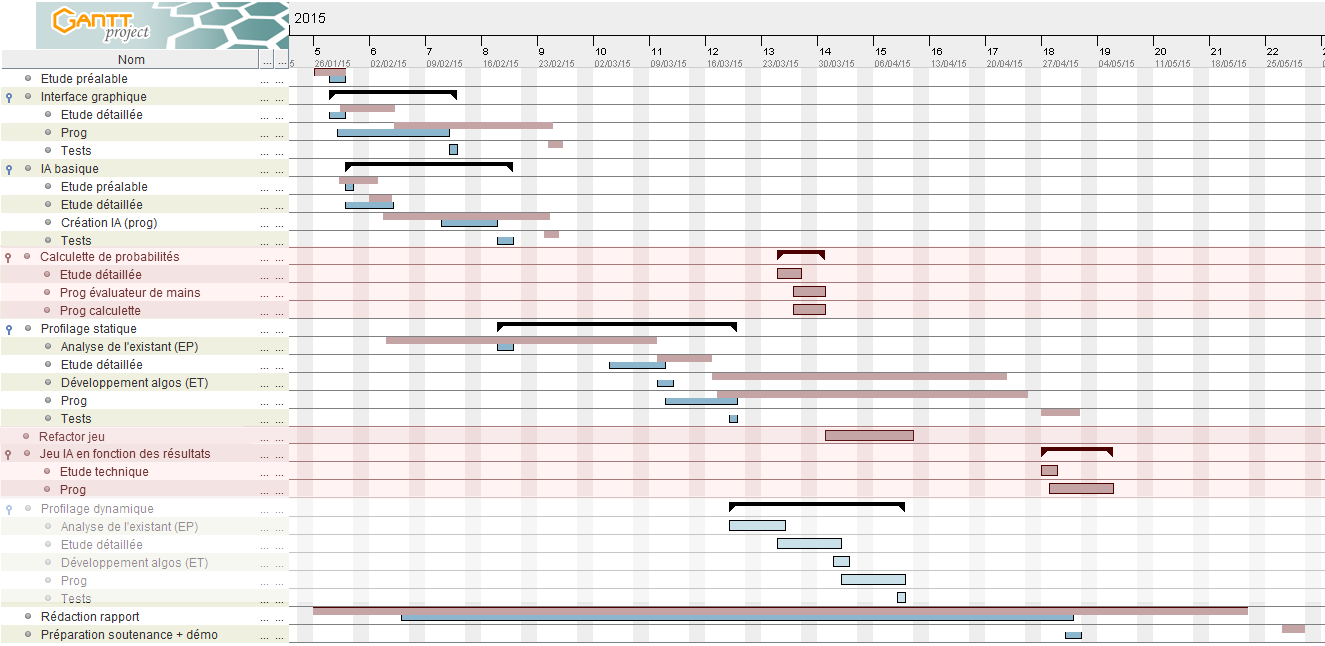 GANTT
project
2015
Nom ... ...
5 6 7 8 9 10 11 12 13 14 15 16 17 18 19 20 21 22 2
5 26/01/15 02/02/15 09/02/15 16/02/15 23/02/15 02/03/15 09/03/15 16/03/15 23/03/15 30/03/15 06/04/15 13/04/15 20/04/15 27/04/15 04/05/15 11/05/15 18/05/15 25/05/15 0
Etude préalable ... ...
Interface graphique ... ...
Etude détaillée ... ...
Prog ... ...
Tests ... ...
IA basique ... ...
Etude préalable ... ...
Etude détaillée ... ...
Création IA (prog) ... ...
Tests ... ...
Calculette de probabilités ... ...
Etude détaillée ... ...
Prog évaluateur de mains ... ...
Prog calculette ... ...
Profilage statique ... ...
Analyse de l'existant (EP) ... ...
Etude détaillée ... ...
Développement algos (ET) ... ...
Prog ... ...
Tests ... ...
Refactor jeu ... ...
Jeu IA en fonction des résultats ... ...
Etude technique ... ...
Prog ... ...
Profilage dynamique ... ...
Analyse de l'existant (EP) ... ...
Etude détaillée ... ...
Développement algos (ET) ... ...
Prog ... ...
Tests ... ...
Rédaction rapport ... ...
Préparation soutenance + démo ... ...